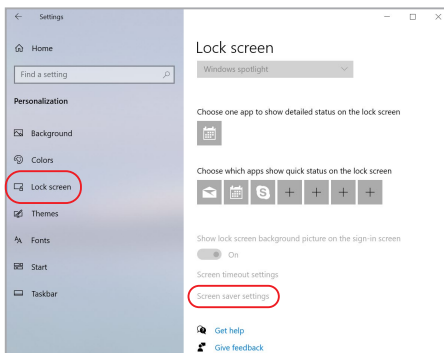 Settings
Home
Find a setting
Personalization
Background
Colors
Lock screen
Themes
Fonts
Start
Taskbar
Lock screen
Windows spotlight
Choose one app to show detailed status on the lock screen
Choose which apps show quick status on the lock screen
Show lock screen background picture on the sign-in screen
On
Screen timeout settings
Screen saver settings
Get help
Give feedback